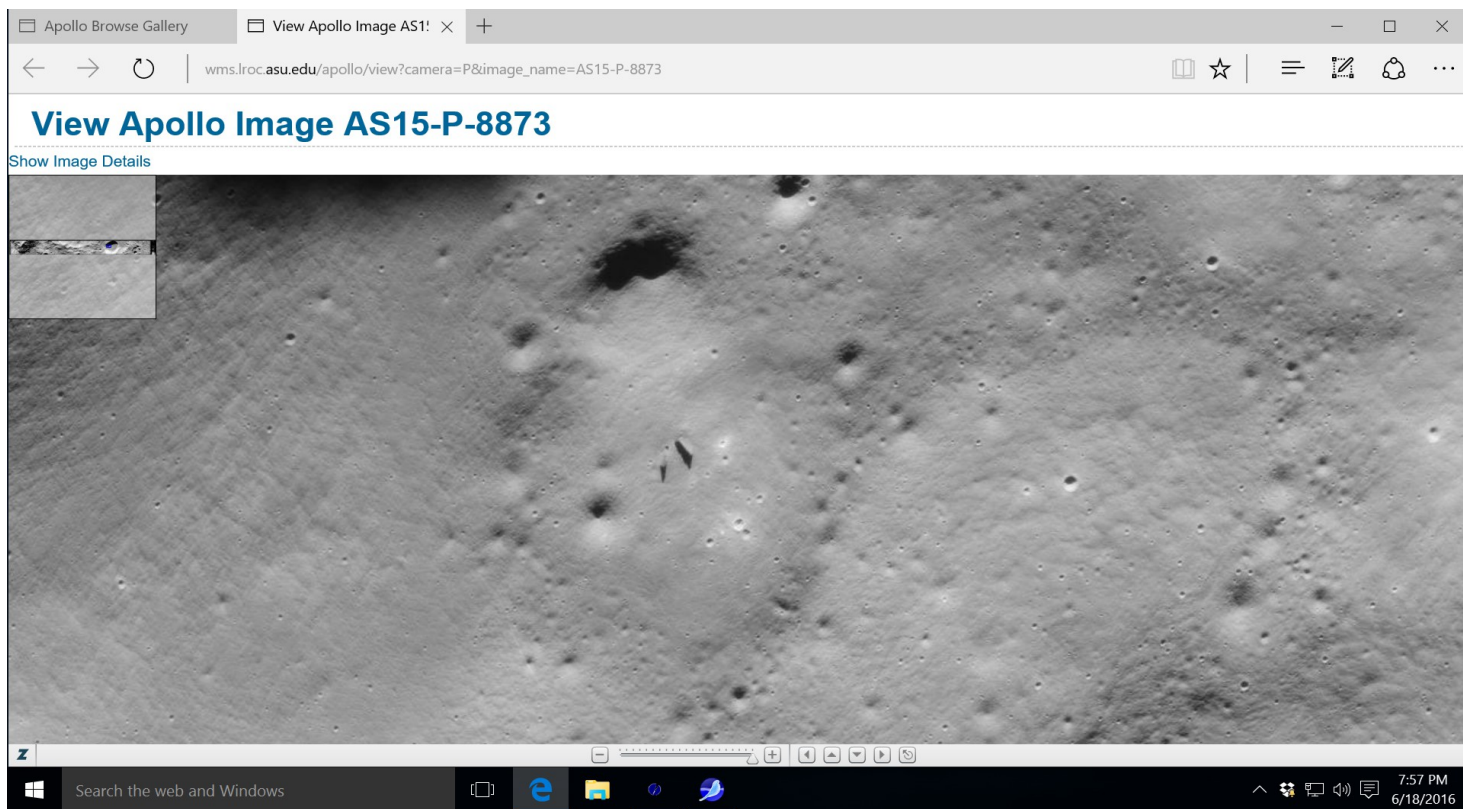 Apollo Browse Gallery
View Apollo Image AS1!
wms.lroc.asu.edu/apollo/view?camera=P&image_name=AS15-P-8873
View Apollo Image AS15-P-8873
Show Image Details
Z
Search the web and Windows
7:57 PM
6/18/2016